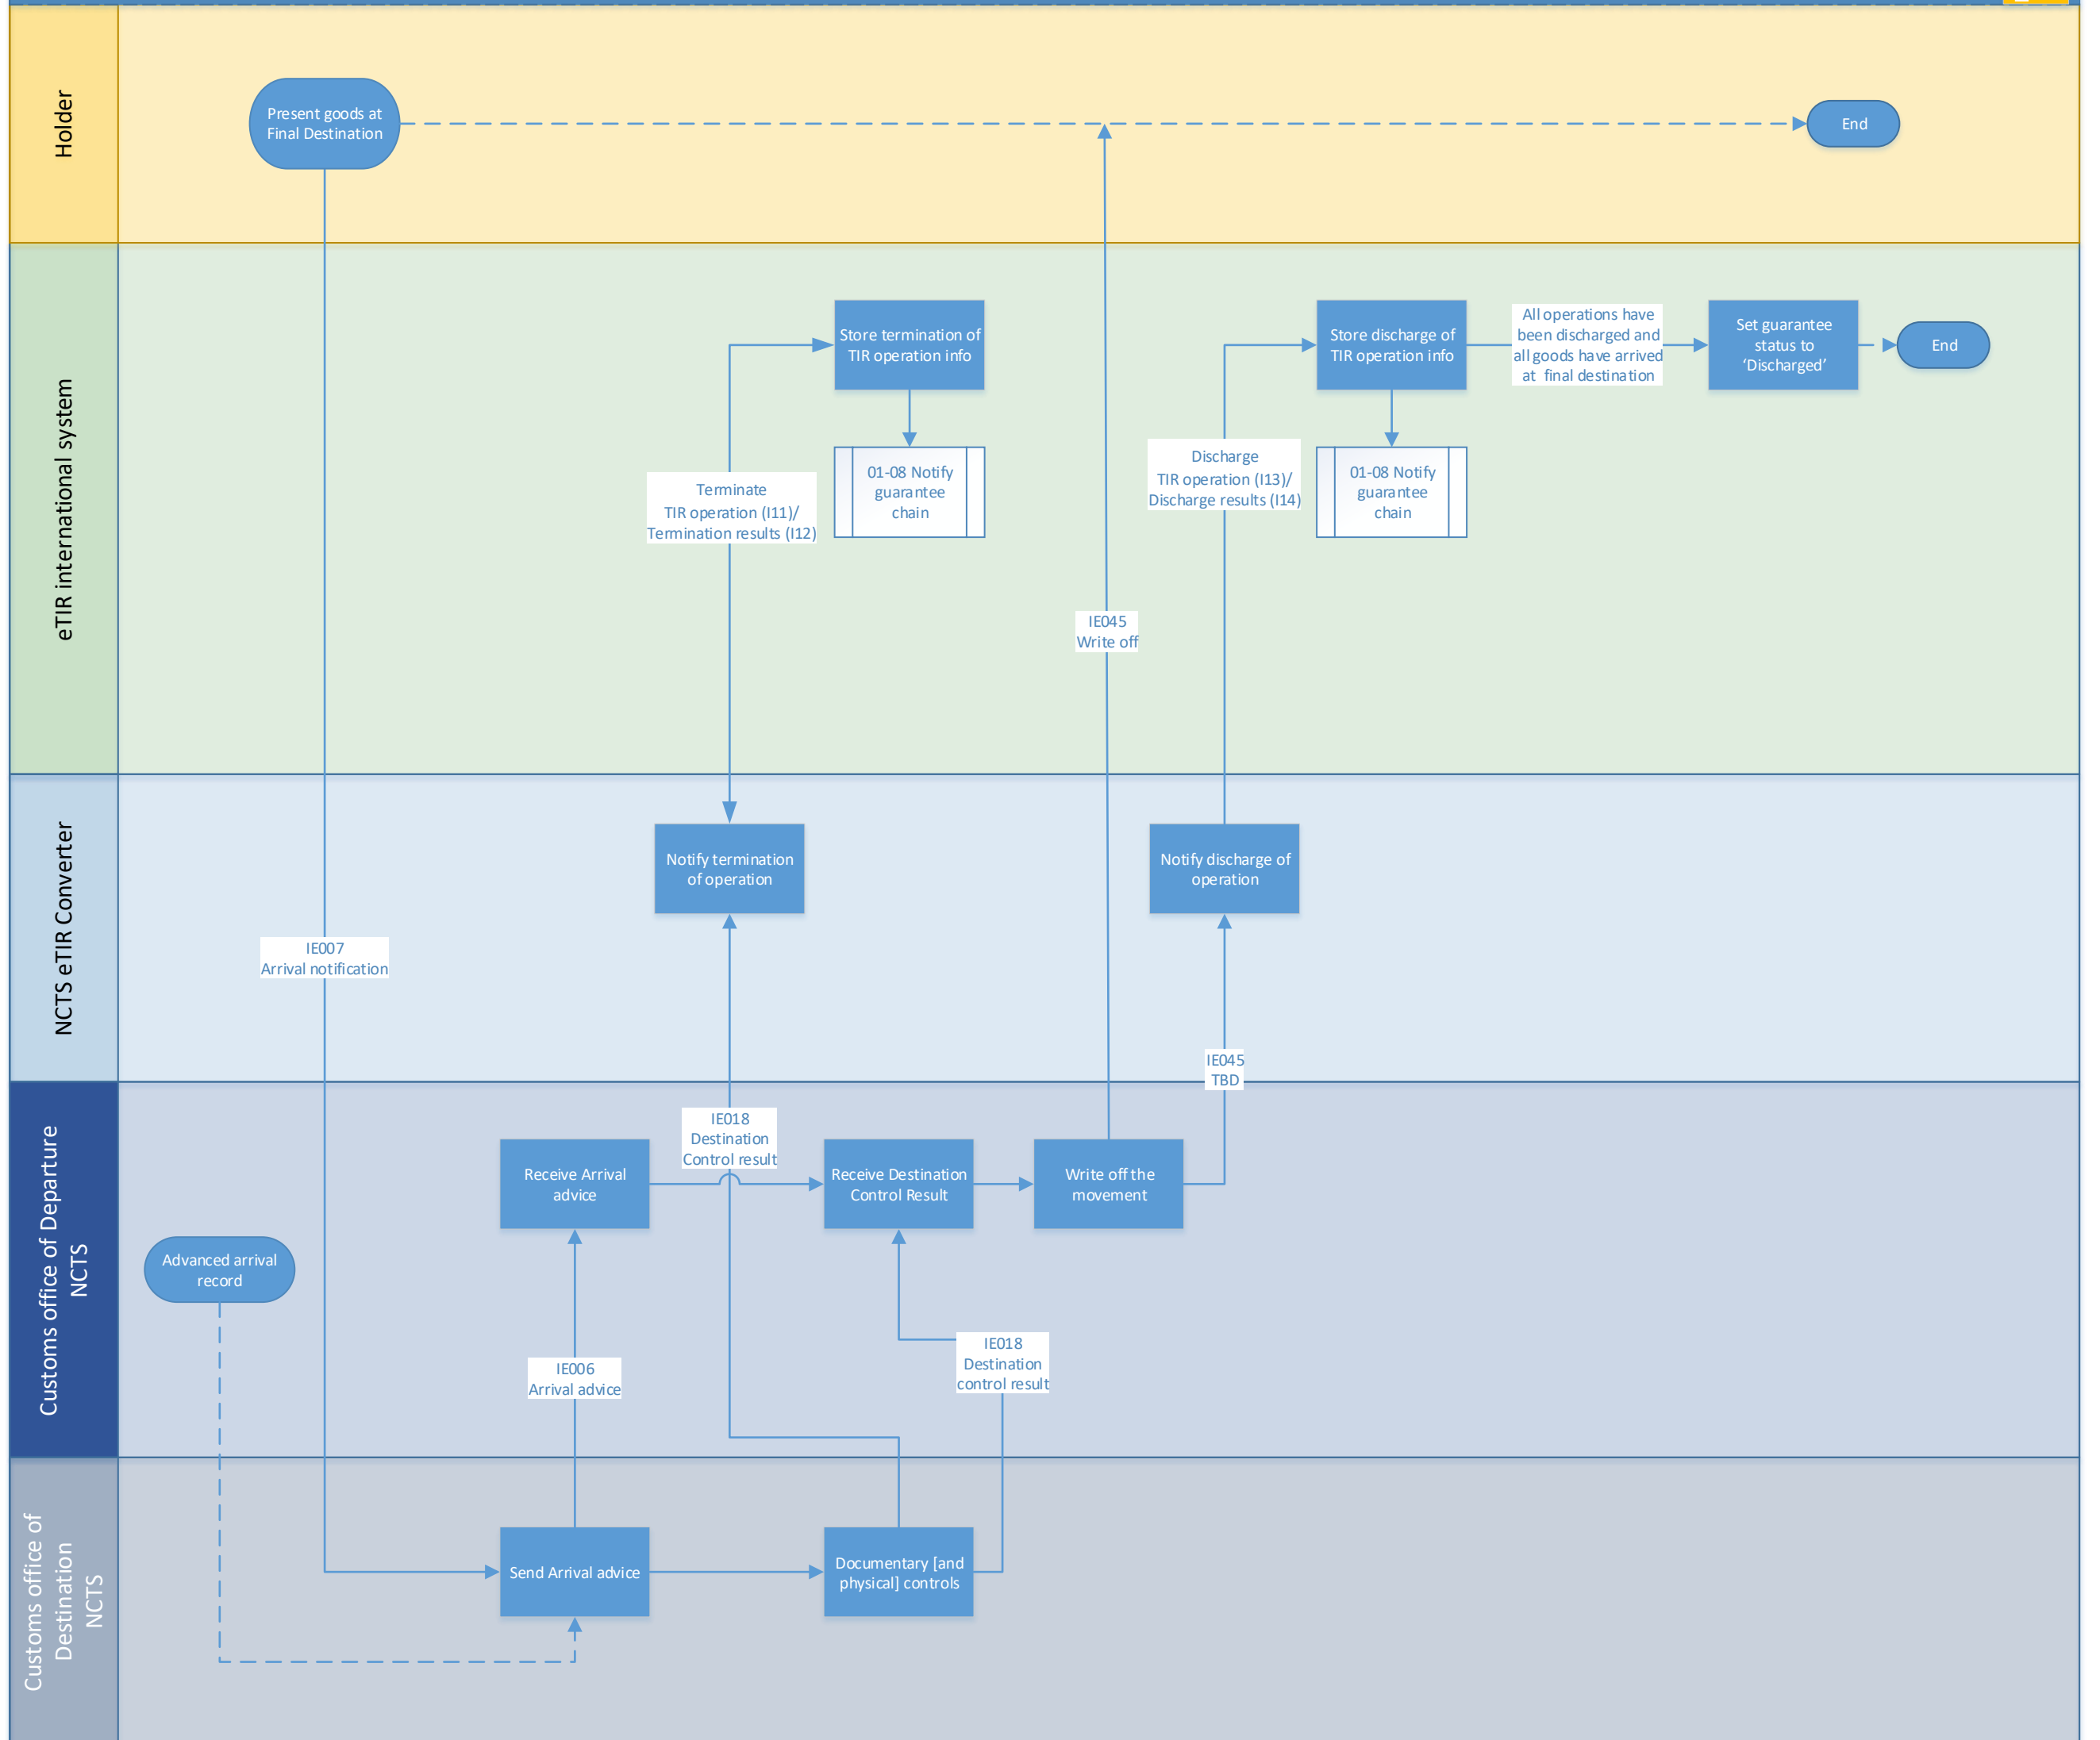 Holder
Present goods at
Final Destination
End
eTIR international system
Store termination of
TIR operation info
Store discharge of
TIR operation info
All operations have
been discharged and
all goods have arrived
at final destination
Set guarantee
status to
‘Discharged’
End
01-08 Notify
guarantee
chain
01-08 Notify
guarantee
chain
Terminate
TIR operation (I11)/
Termination results (I12)
Discharge
TIR operation (I13)/
Discharge results (I14)
IE045
Write off
NCTS eTIR Converter
Notify termination
of operation
Notify discharge of
operation
IE007
Arrival notification
IE045
TBD
Customs office of Departure
NCTS
IE018
Destination
Control result
Receive Arrival
advice
Receive Destination
Control Result
Write off the
movement
Advanced arrival
record
IE006
Arrival advice
IE018
Destination
control result
Customs office of
Destination
NCTS
Send Arrival advice
Documentary [and
physical] controls